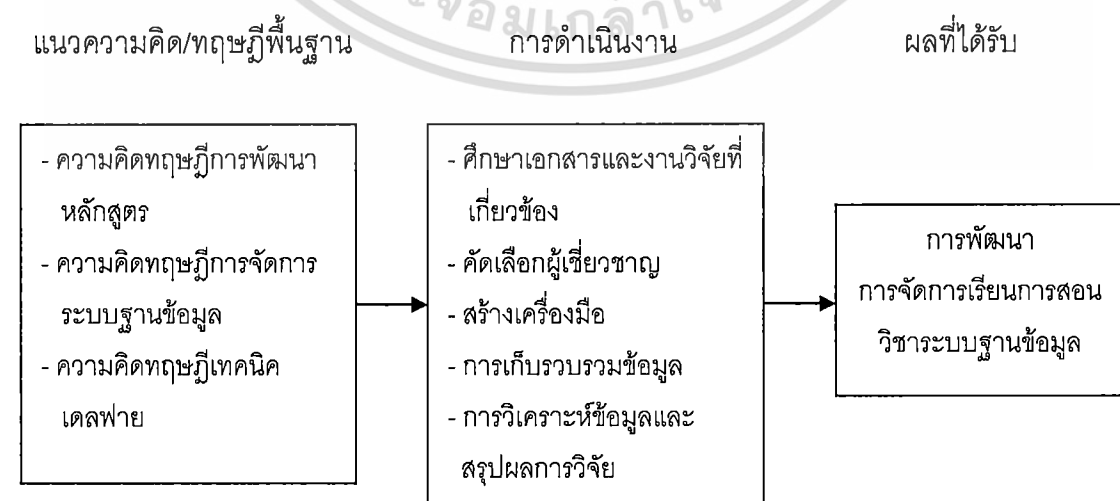 แนวความคิด/ทฤษฎีพื้นฐาน
การดำเนินงาน
ผลที่ได้รับ
- ความคิดทฤษฎีการพัฒนา
หลักสูตร
- ความคิดทฤษฎีการจัดการ
ระบบฐานข้อมูล
- ความคิดทฤษฎีเทคนิค
เดลฟาย
- ศึกษาเอกสารและงานวิจัยที่
เกี่ยวข้อง
- คัดเลือกผู้เชี่ยวชาญ
- สร้างเครื่องมือ
- การเก็บรวบรวมข้อมูล
- การวิเคราะห์ข้อมูลและ
สรุปผลการวิจัย
การพัฒนา
การจัดการเรียนการสอน
วิชาระบบฐานข้อมูล